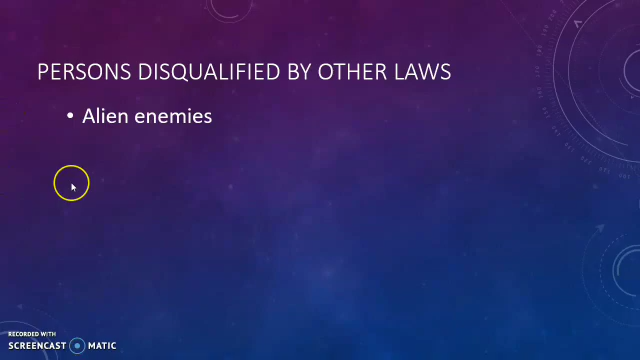 PERSONS DISQUALIFIED BY OTHER LAWS
• Alien enemies
RECORDED WITH
SCREENCAST MATIC